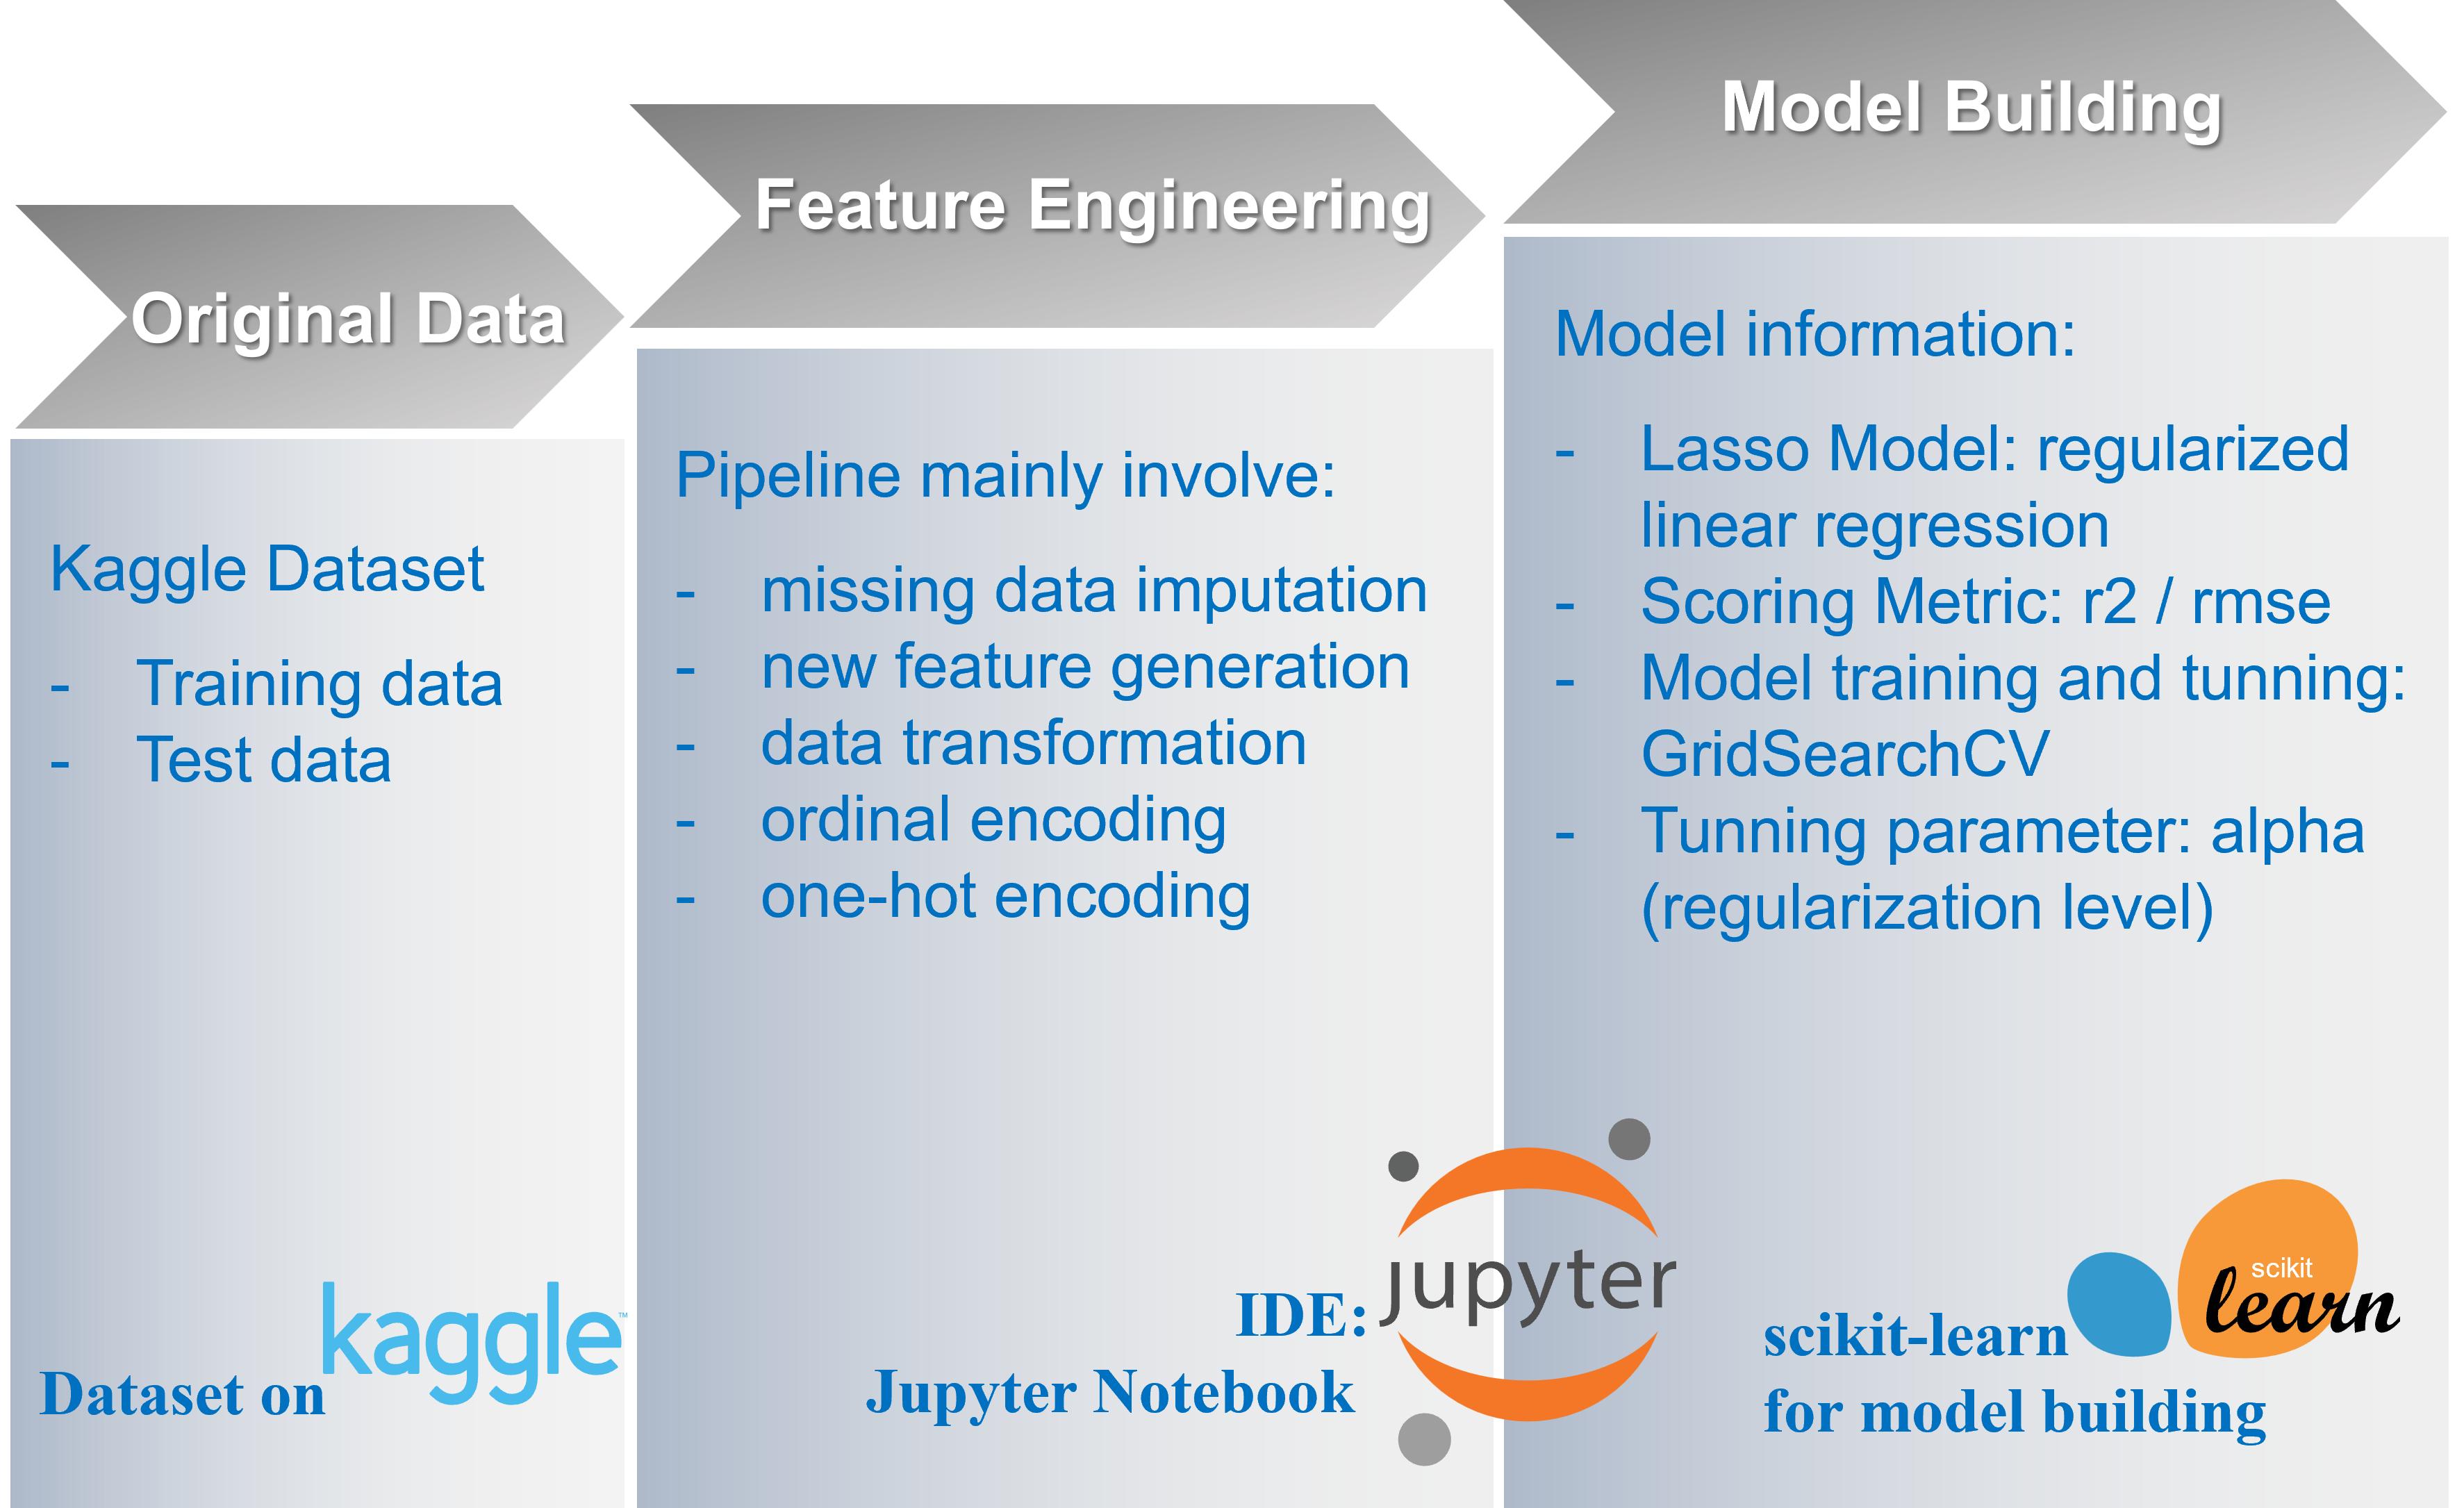 Original Data
Kaggle Dataset
- Training data
- Test data
Dataset on
kaggle™
Feature Engineering
Pipeline mainly involve:
- missing data imputation
- new feature generation
- data transformation
- ordinal encoding
- one-hot encoding
IDE:
Jupyter Notebook
jupyter
Model Building
Model information:
- Lasso Model: regularized
linear regression
- Scoring Metric: r2 / rmse
- Model training and tunning:
GridSearchCV
- Tunning parameter: alpha
(regularization level)
scikit-learn
for model building
scikit
learn